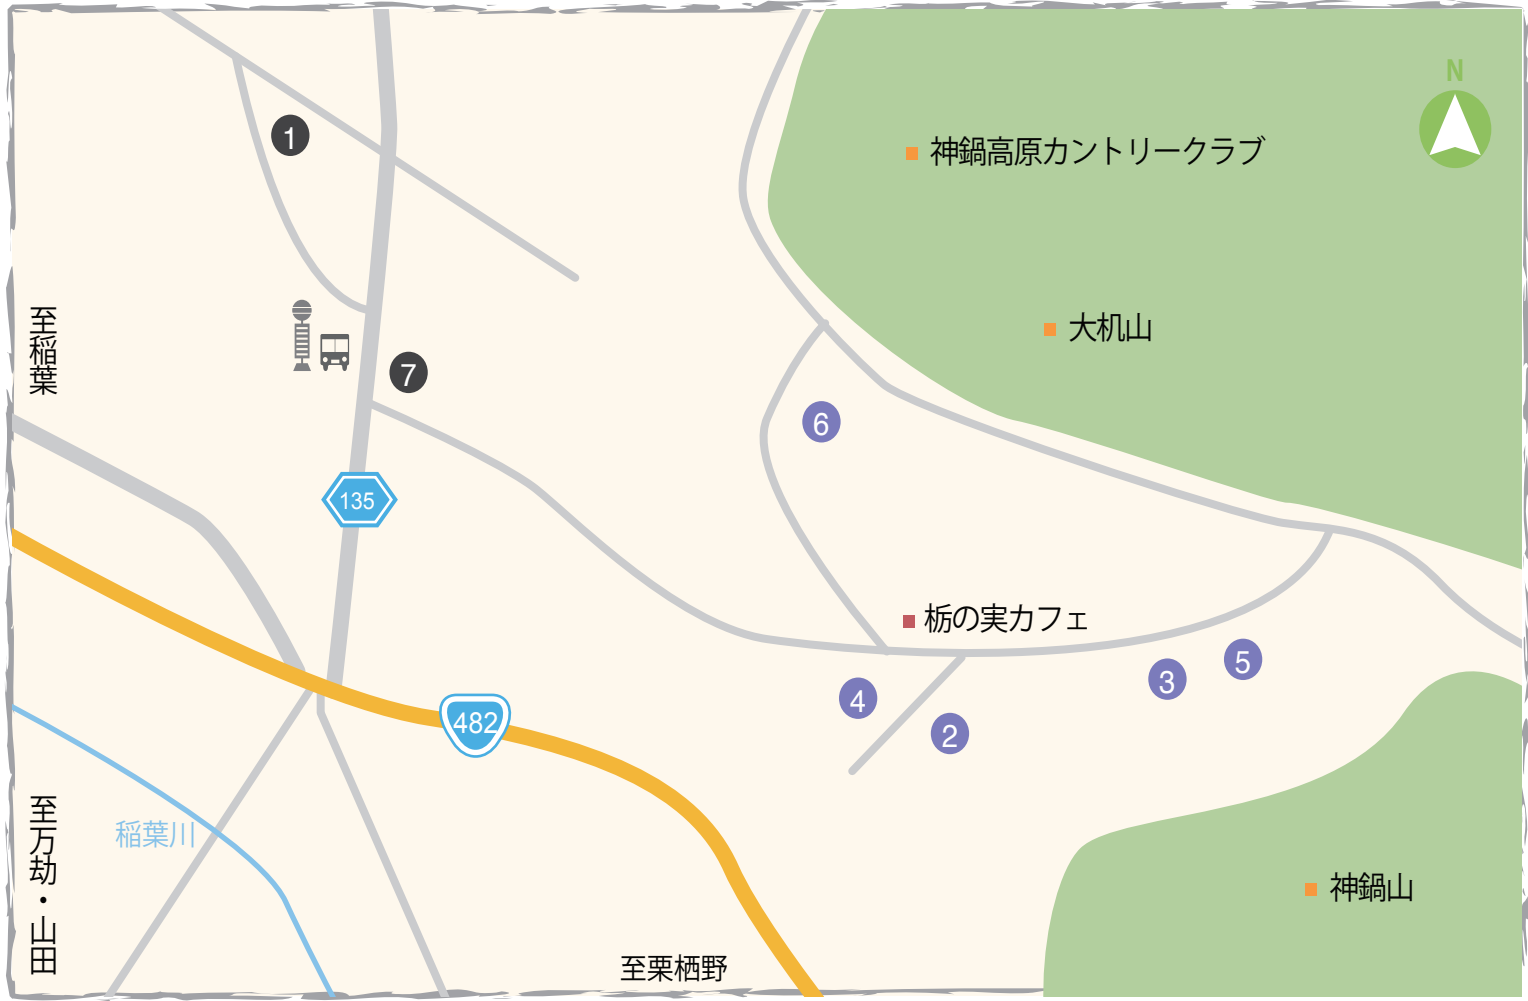 N
1
神鍋高原カントリークラブ
至稲葉
大机山
7
6
135
栃の実カフェ
5
3
4
482
2
至万劫・山田
稲葉川
神鍋山
至栗栖野